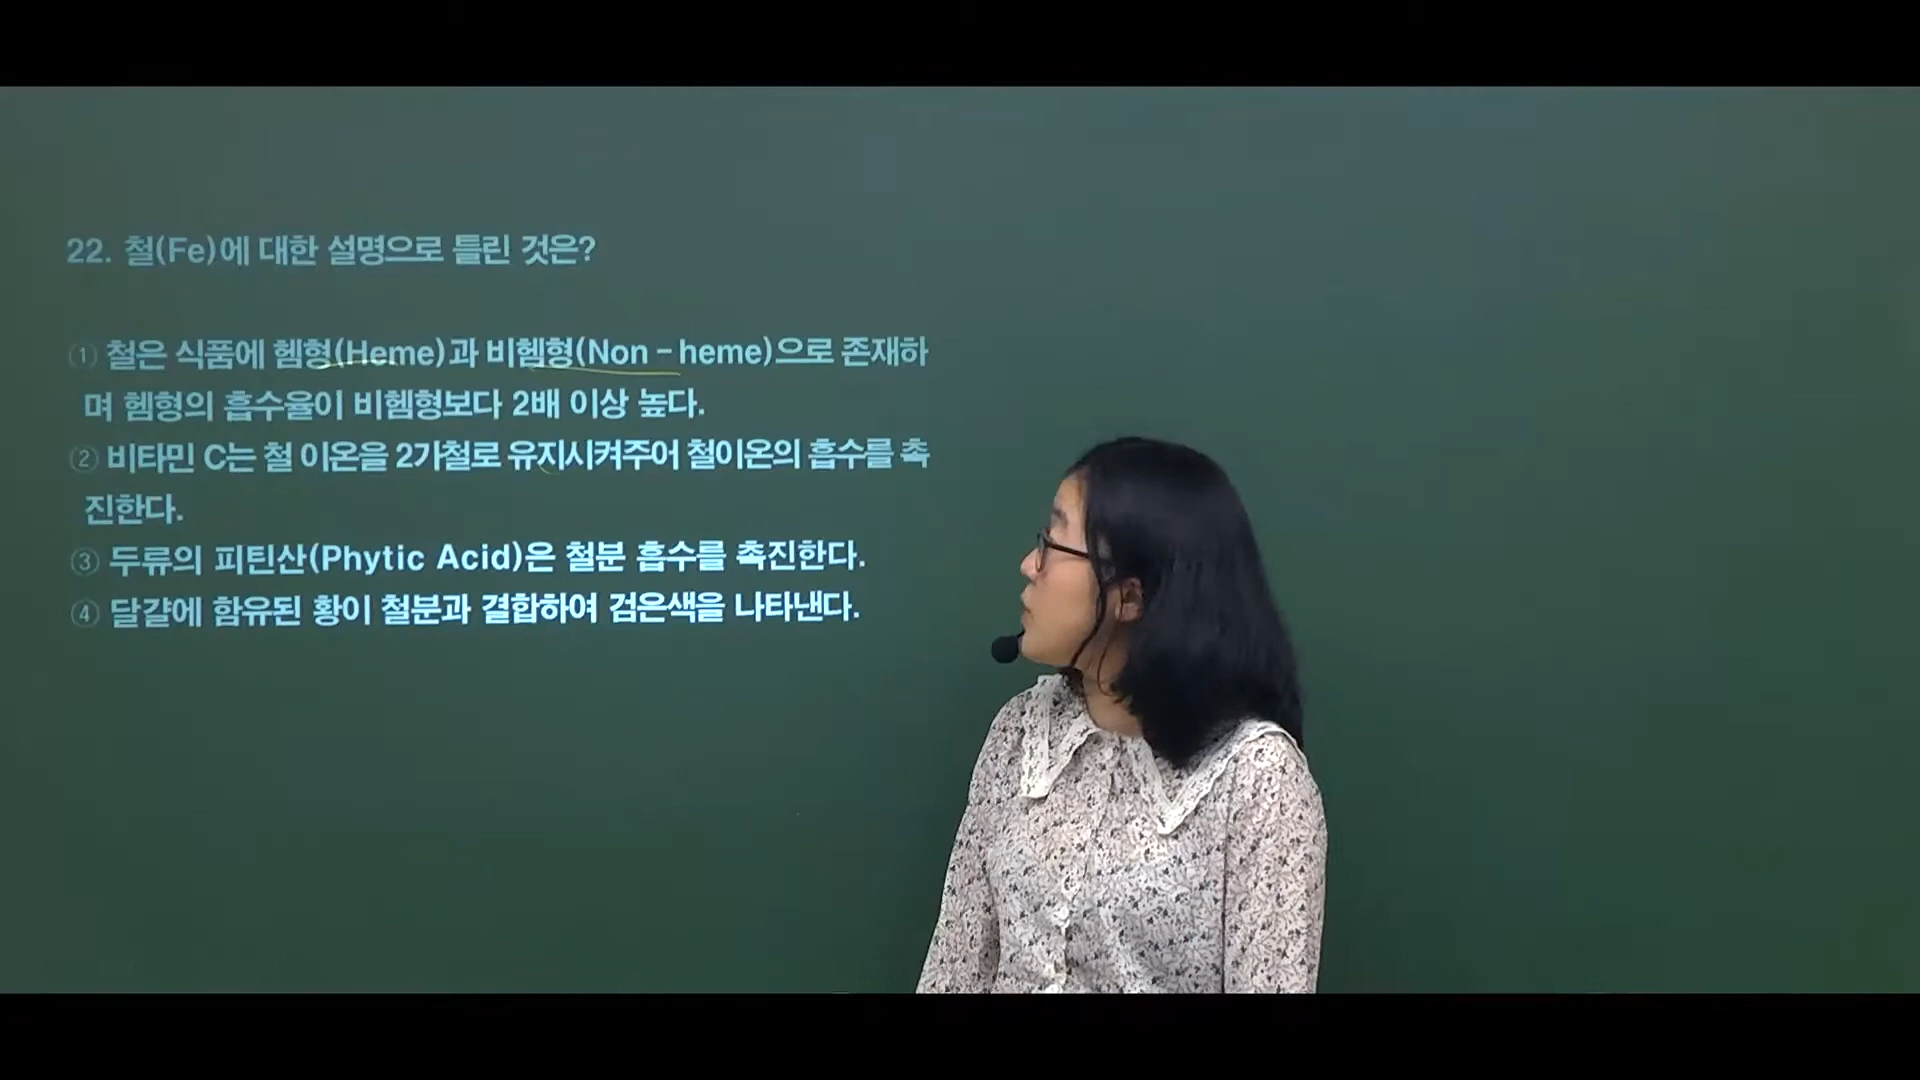 22. 철(Fe)에 대한 설명으로 틀린 것은?
① 철은 식품에 헴형(Heme)과 비헴형(Non-heme)으로 존재하
며 헴형의 흡수율이 비헴형보다 2배 이상 높다.
② 비타민 C는 철 이온을 2가철로 유지시켜주어 철이온의 흡수를 촉
진한다.
③ 두류의 피틴산(Phytic Acid)은 철분 흡수를 촉진한다.
④ 달걀에 함유된 황이 철분과 결합하여 검은색을 나타낸다.